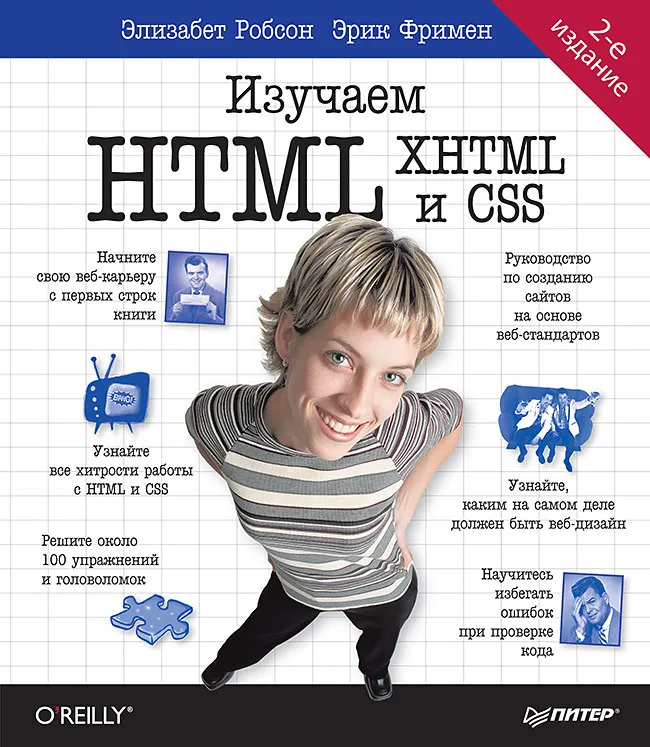 Элизабет Робсон Эрик Фримен
2-е
издание
Изучаем
HTML XHTML
и CSS
Начните
свою веб-карьеру
с первых строк
книги
Руководство
по созданию
сайтов
на основе
веб-стандартов
BANG!
Узнайте
все хитрости работы
с HTML и CSS
Узнайте,
каким на самом деле
должен быть веб-дизайн
Решите около
100 упражнений
и головоломок
Научитесь
избегать
ошибок
при проверке
кода
O'REILLY®
ПИТЕР®